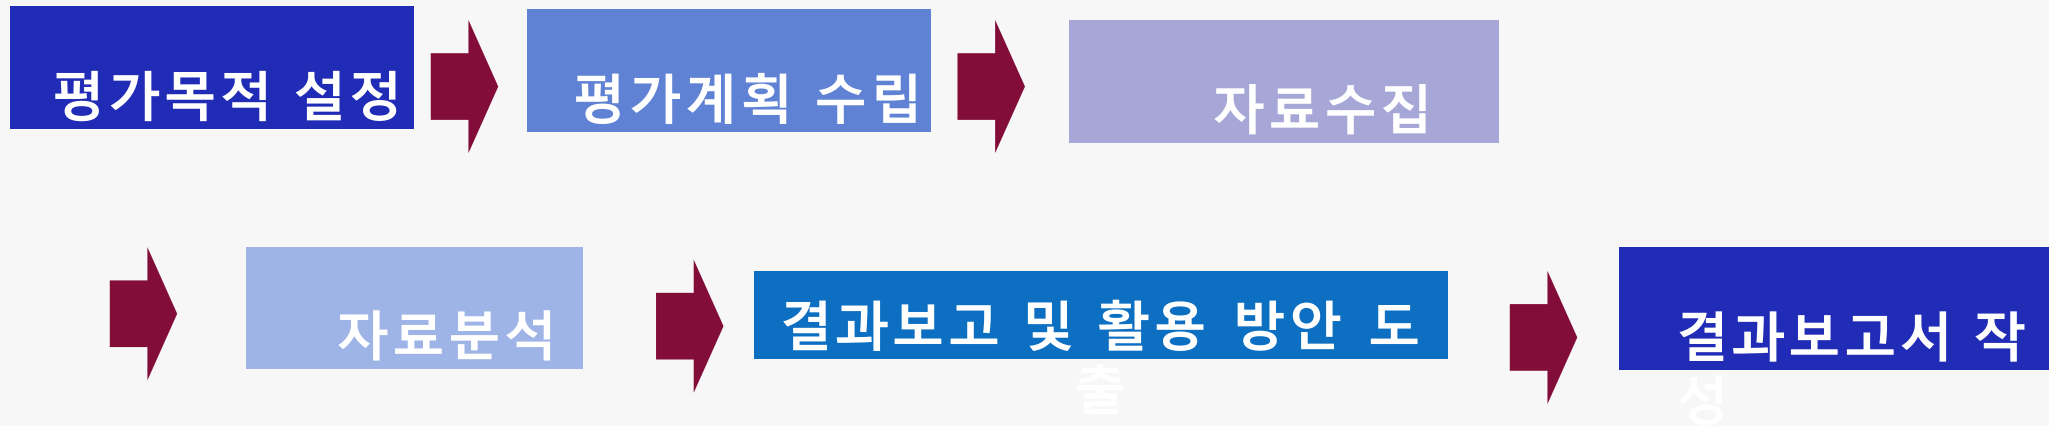 평가목적 설정
평가계획 수립
자료수집
자료분석
결과보고 및 활용 방안 도
출
결과보고서 작
성